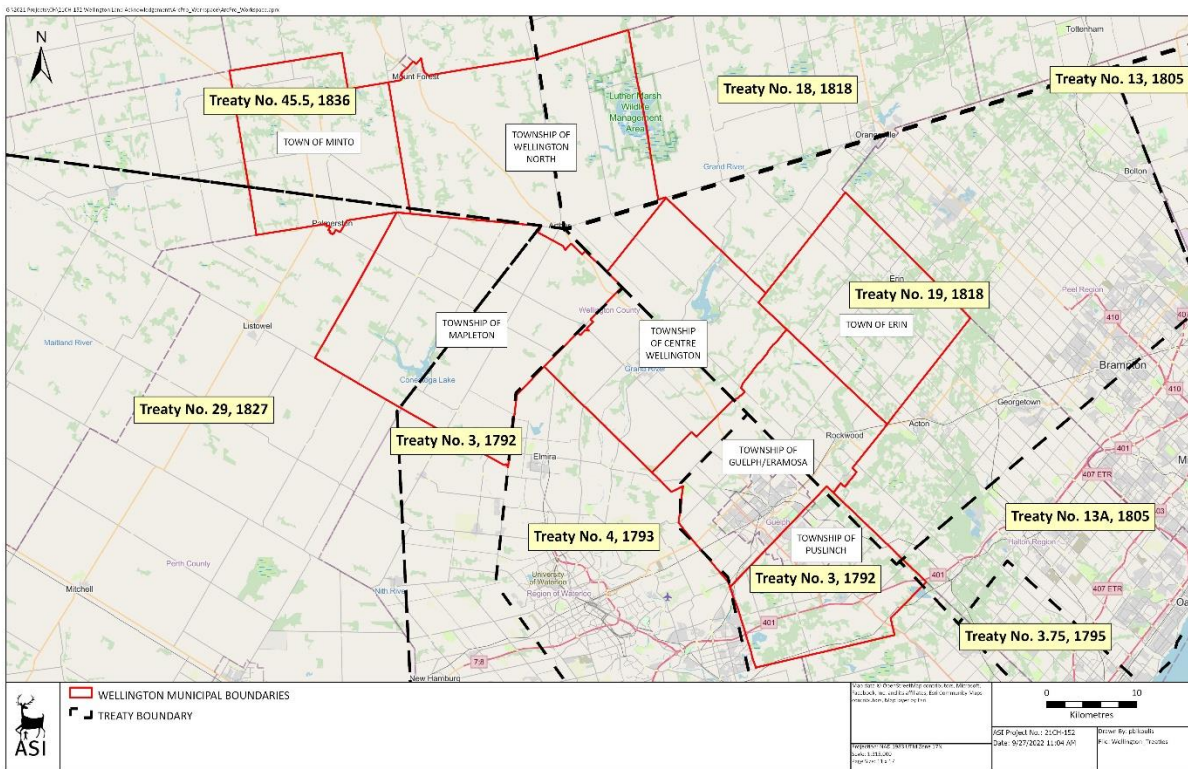 N
Tottenham
Treaty No. 13, 1805
Mount Forest
Treaty No. 45.5, 1836
Treaty No. 18, 1818
Luther Marsh
Wildlife
Management
Area
TOWN OF MINTO
TOWNSHIP OF
WELLINGTON
NORTH
Orangeville
Grand River
Bolton
Palmerston
Arthur
Erin
Treaty No. 19, 1818
Peel Region
410
Wellington County
TOWN OF ERIN
Listowel
TOWNSHIP OF
MAPLETON
TOWNSHIP
OF CENTRE
WELLINGTON
Maitland River
Conestogo Lake
Grand River
Brampton
410
Georgetown
Treaty No. 29, 1827
Treaty No. 3, 1792
Acton
Rockwood
Elmira
TOWNSHIP OF
GUELPH/ERAMOSA
401
407 ETR
Treaty No. 4, 1793
Guelph
Treaty No. 13A, 1805
TOWNSHIP OF
PUSLINCH
Halton Region
Perth County
University
of Waterloo
Treaty No. 3, 1792
401
Mitchell
Nith River
Region of Waterloo
407 ETR
401
Treaty No. 3.75, 1795
7;8
New Hamburg
WELLINGTON MUNICIPAL BOUNDARIES
TREATY BOUNDARY
ASI
0 10
Kilometres
ASI Project No.: 21CH-152
Date: 9/27/2022 11:04 AM
File: Wellington_Treaties